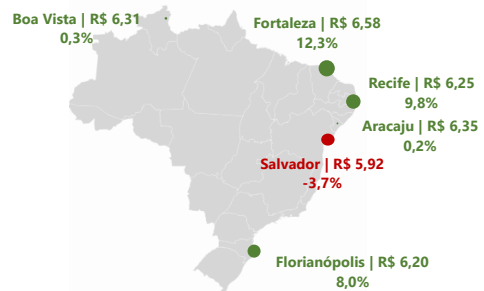 Boa Vista | R$ 6,31
0,3%
Fortaleza | R$ 6,58
12,3%
Recife | R$ 6,25
9,8%
Aracaju | R$ 6,35
0,2%
Salvador | R$ 5,92
-3,7%
Florianópolis | R$ 6,20
8,0%